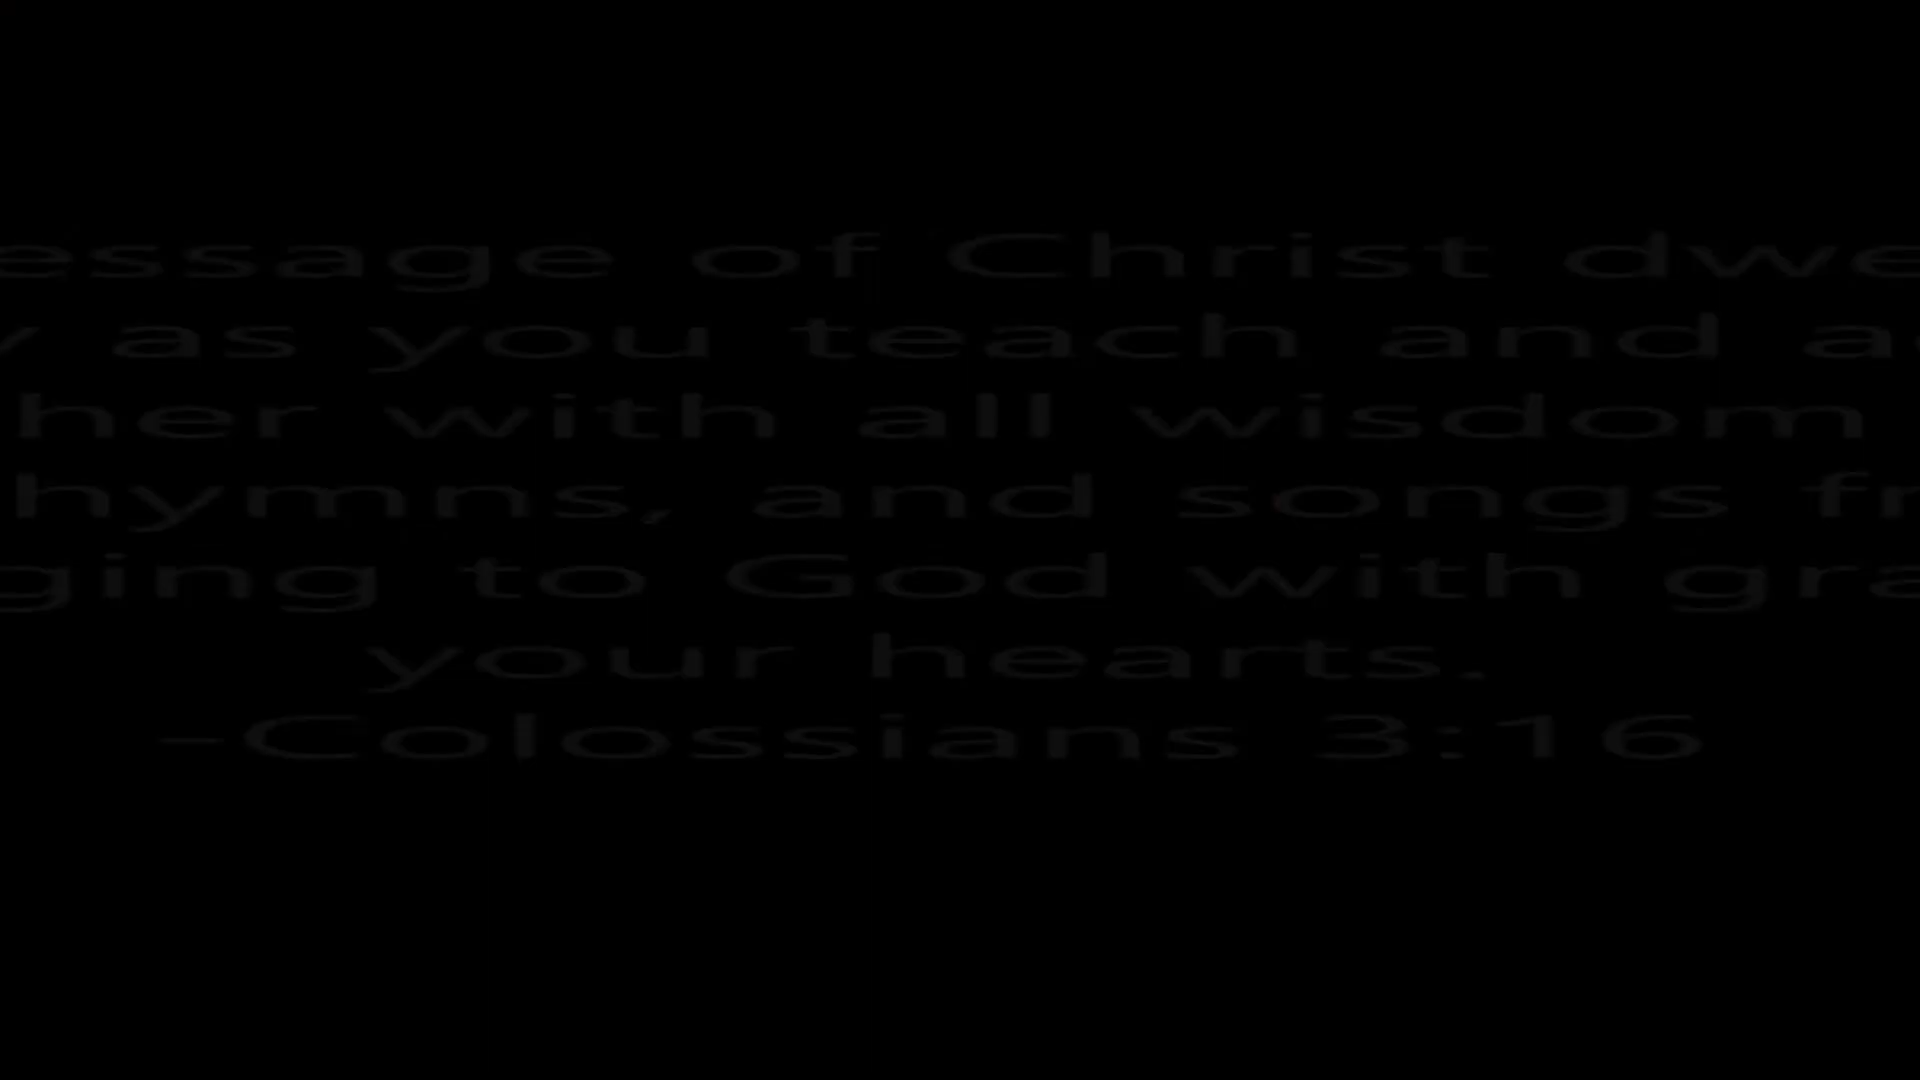 essage of Christ dwe
y as you teach and a
her with all wisdom
hymns, and songs fr
ging to God with gra
your hearts.
-Colossians 3:16